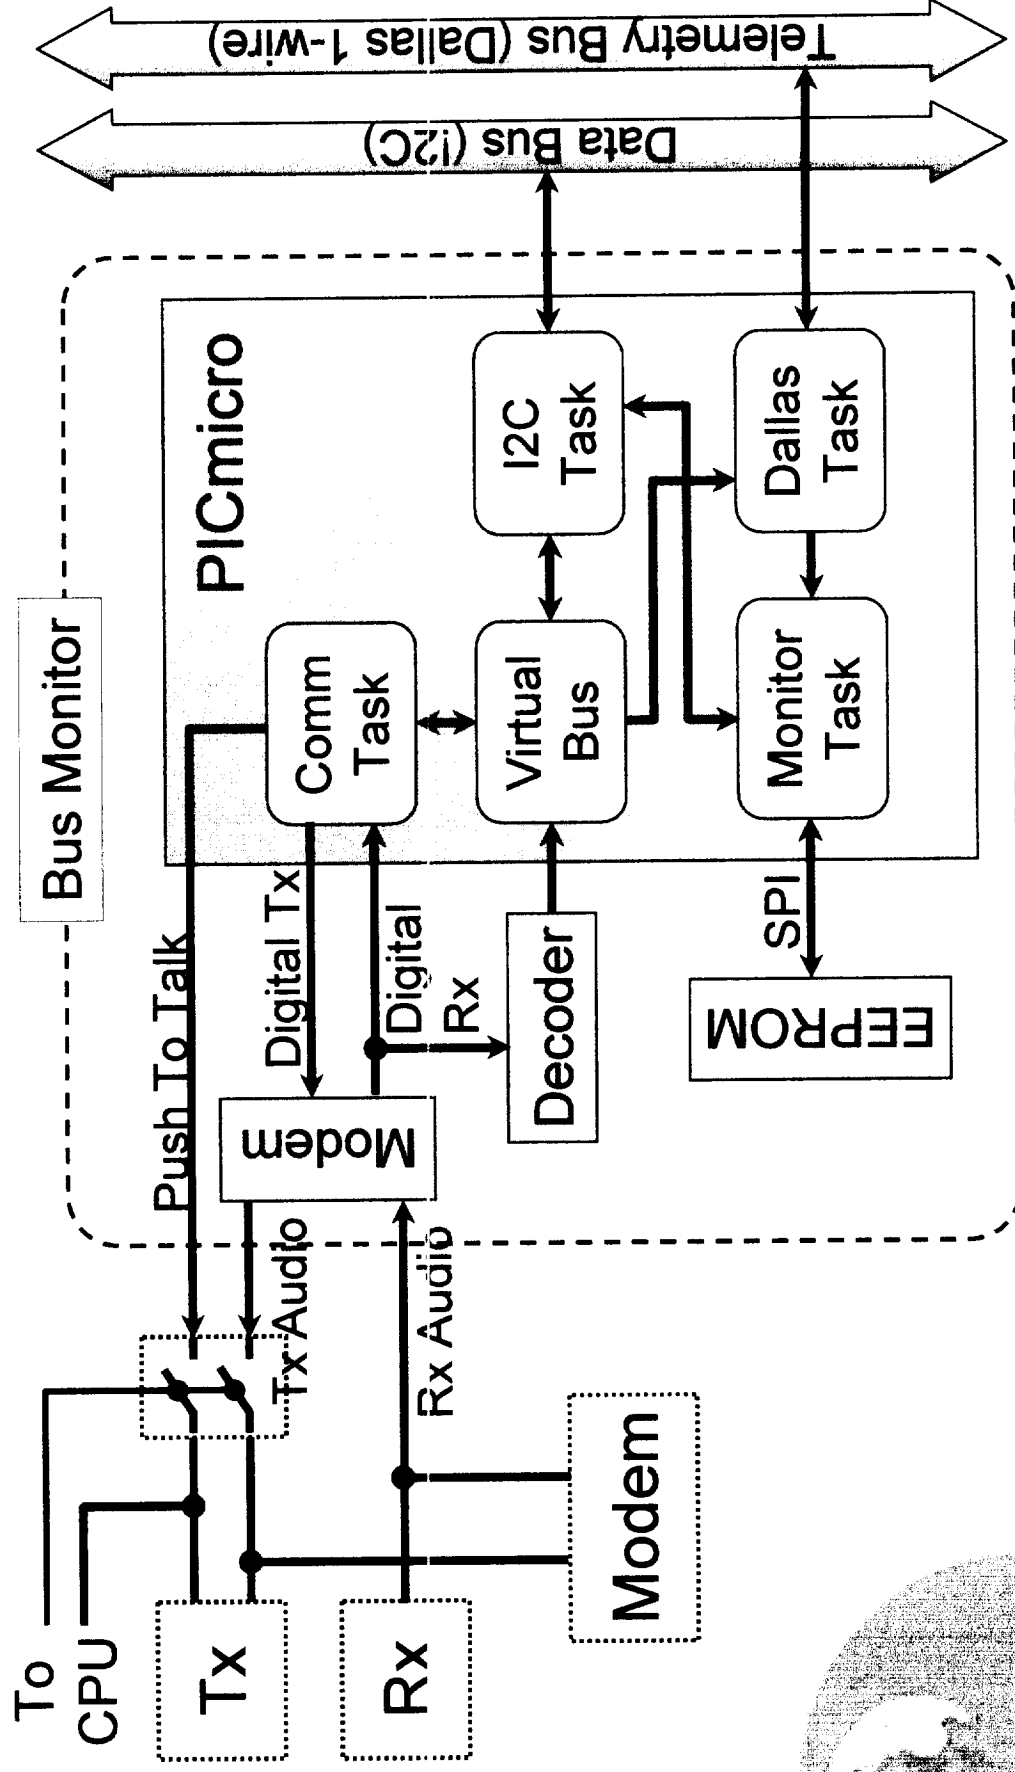 Bus Monitor
PICmicro
To
CPU
Tx
Rx
Modem
Push To Talk
Tx Audio
Rx Audio
Modem
Digital Tx
Digital
Rx
Decoder
EEPROM
SPI
Comm
Task
Virtual
Bus
I2C
Task
Monitor
Task
Dallas
Task
Data Bus (!2C)
Telemetry Bus (Dallas 1-wire)